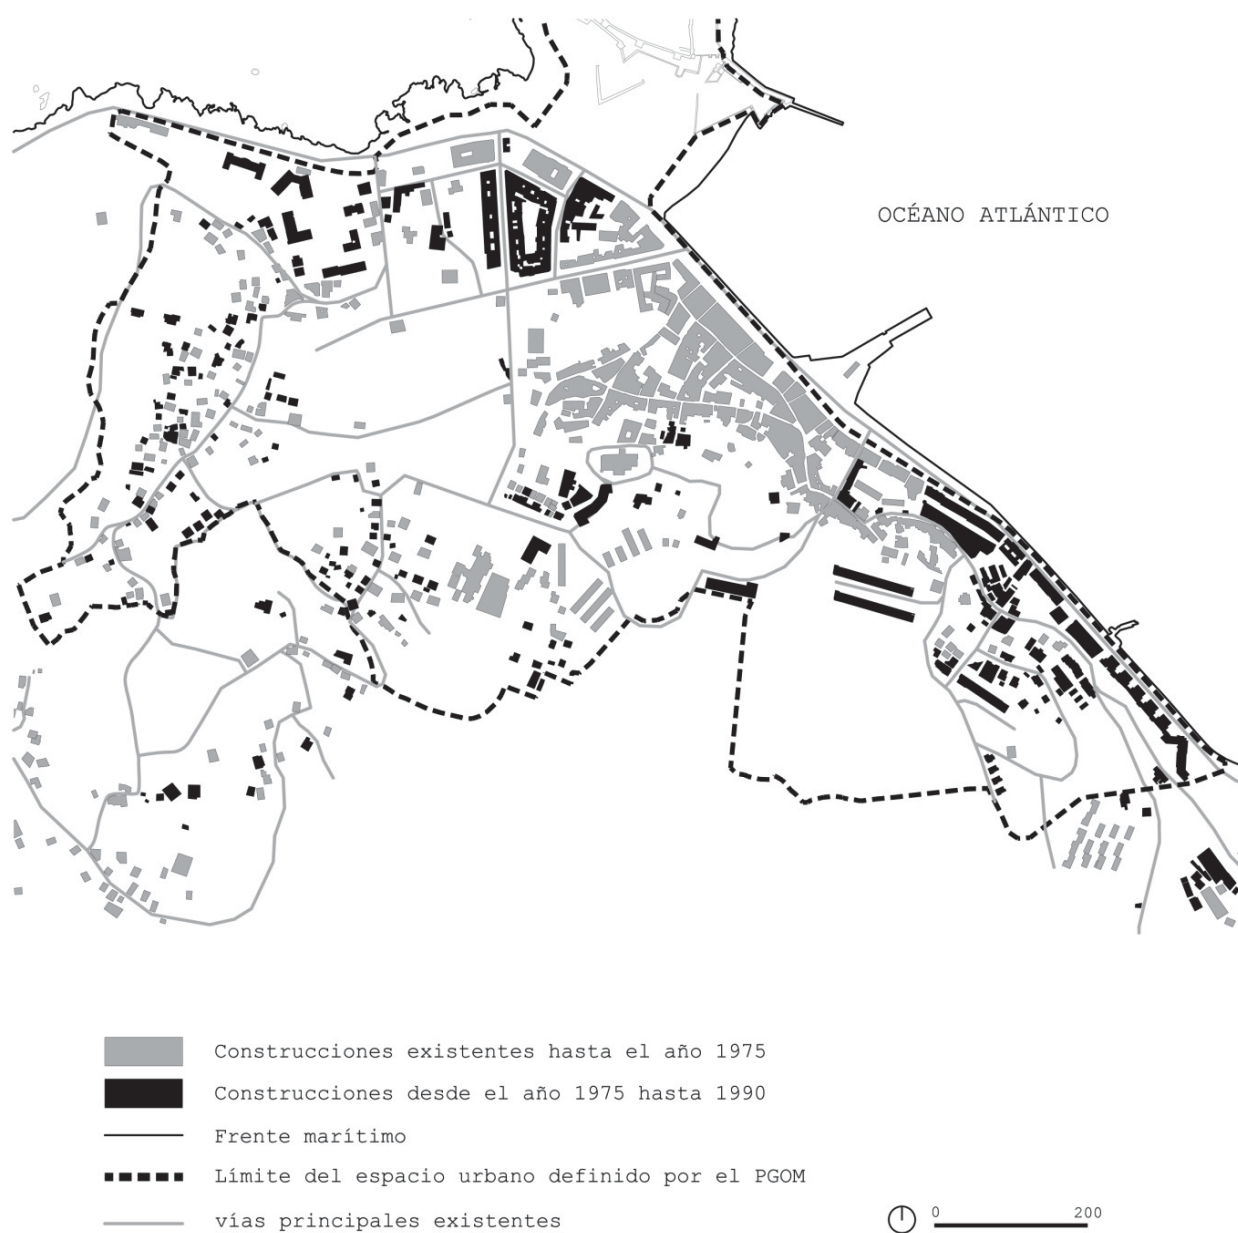 OCÉANO ATLÁNTICO
Construcciones existentes hasta el año 1975
Construcciones desde el año 1975 hasta 1990
Frente marítimo
Límite del espacio urbano definido por el PGOM
vías principales existentes
0 200